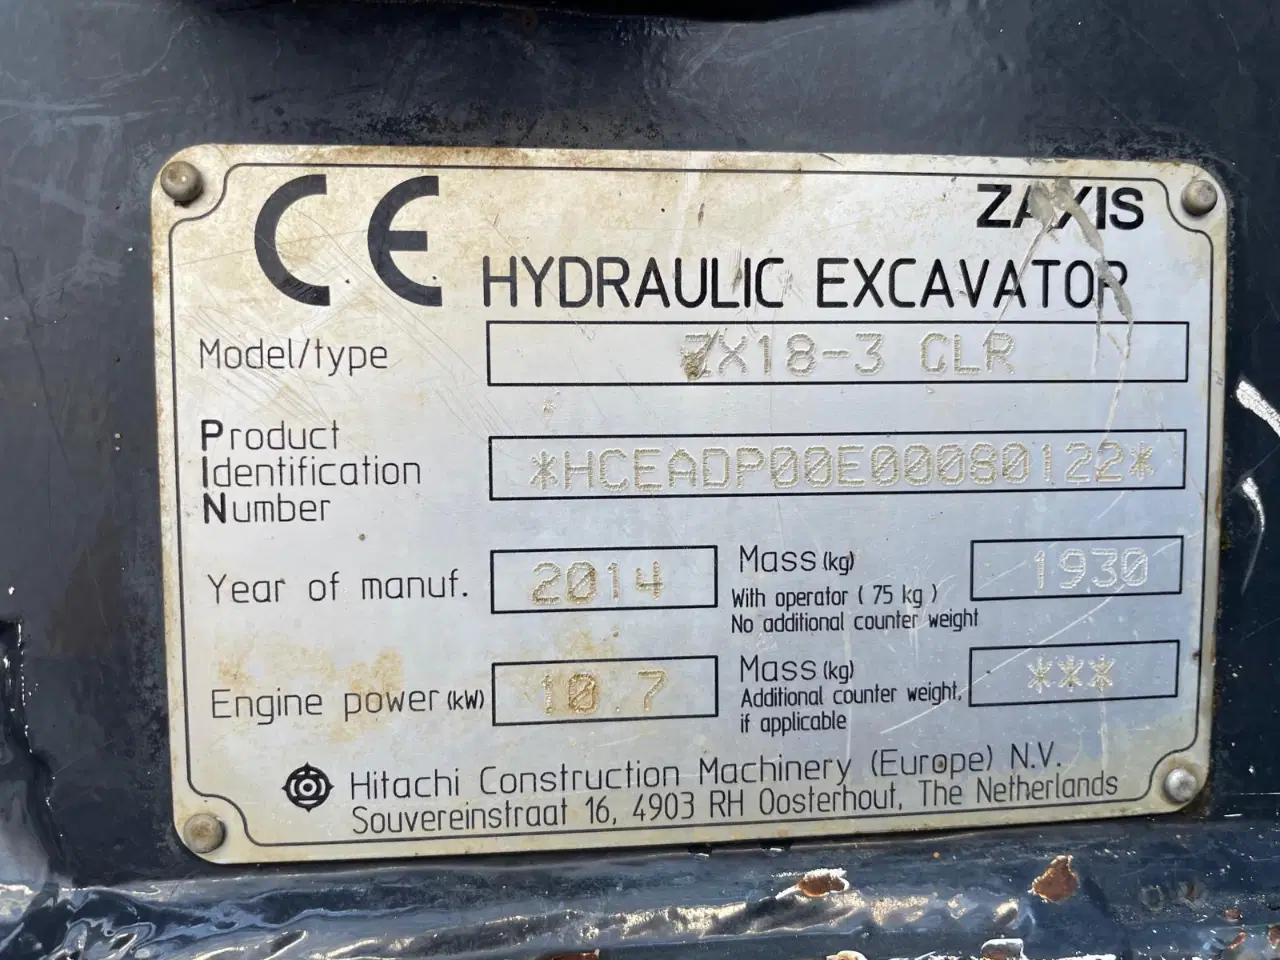 CE
ZAXIS
HYDRAULIC EXCAVATOR
Model/type
ZX18-3 CLR
Product
Identification
Number
*HCEADP00E00080122*
Year of manuf.
2014
Mass (kg)
With operator ( 75 kg )
No additional counter weight
1930
Engine power (kW)
10.7
Mass (kg)
Additional counter weight,
if applicable
***
Hitachi Construction Machinery (Europe) N.V.
Souvereinstraat 16, 4903 RH Oosterhout, The Netherlands